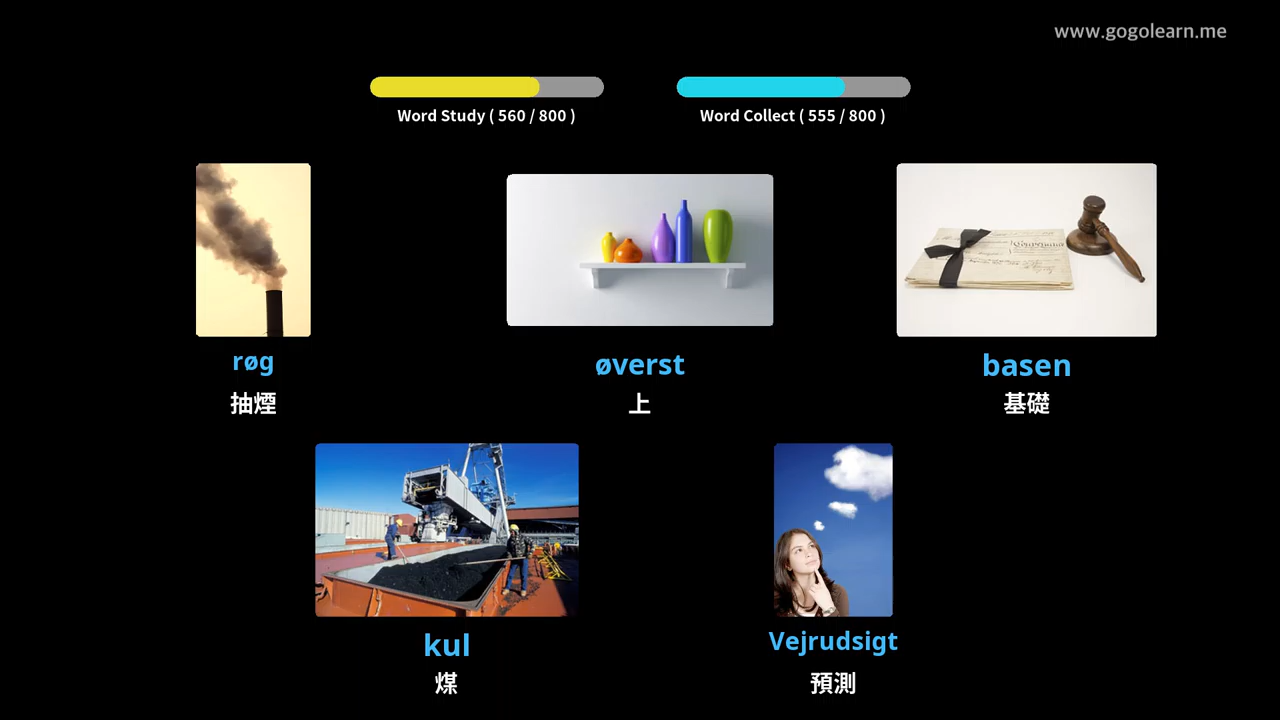 www.gogolearn.me
Word Study ( 560 / 800 )
Word Collect ( 555 / 800 )
røg
抽煙
øverst
上
basen
基礎
kul
煤
Vejrudsigt
預測